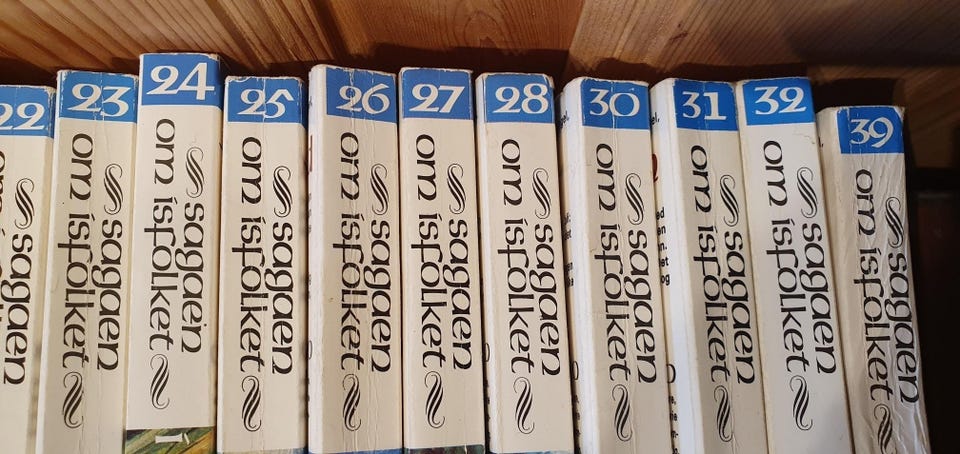 22
om
sagaen
23
sagaen
om isfolket
24
sagaen
om isfolket
Í
25
sagaen
om isfolket
26
sagaen
om isfolket
27
sagaen
om isfolket
28
sagaen
om isfolket
30
sagaen
om isfolket
31
sagaen
om isfolket
32
sagaen
om isfolket
39
sagaen
om isfolket